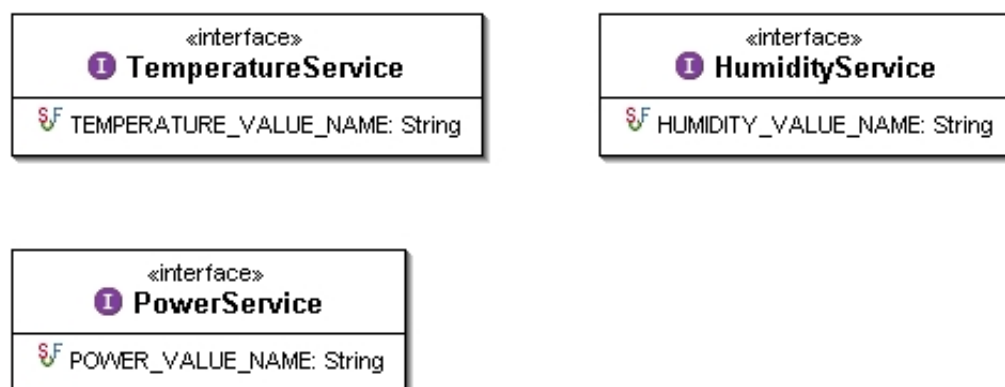 «interface»
I TemperatureService
S F TEMPERATURE_VALUE_NAME: String
«interface»
I HumidityService
S F HUMIDITY_VALUE_NAME: String
«interface»
I PowerService
S F POWER_VALUE_NAME: String